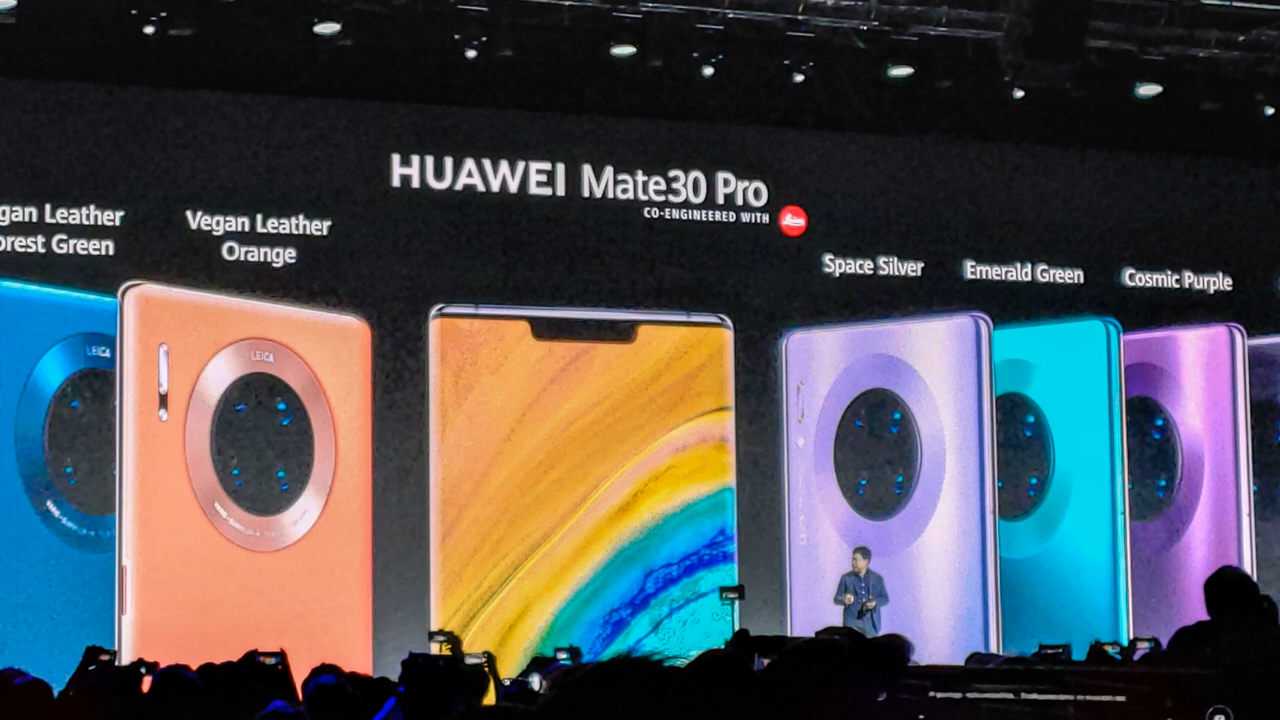 HUAWEI Mate30 Pro
CO-ENGINEERED WITH Leica
gan Leather
orest Green
Vegan Leather
Orange
Space Silver
Emerald Green
Cosmic Purple
LEICA
LEICA